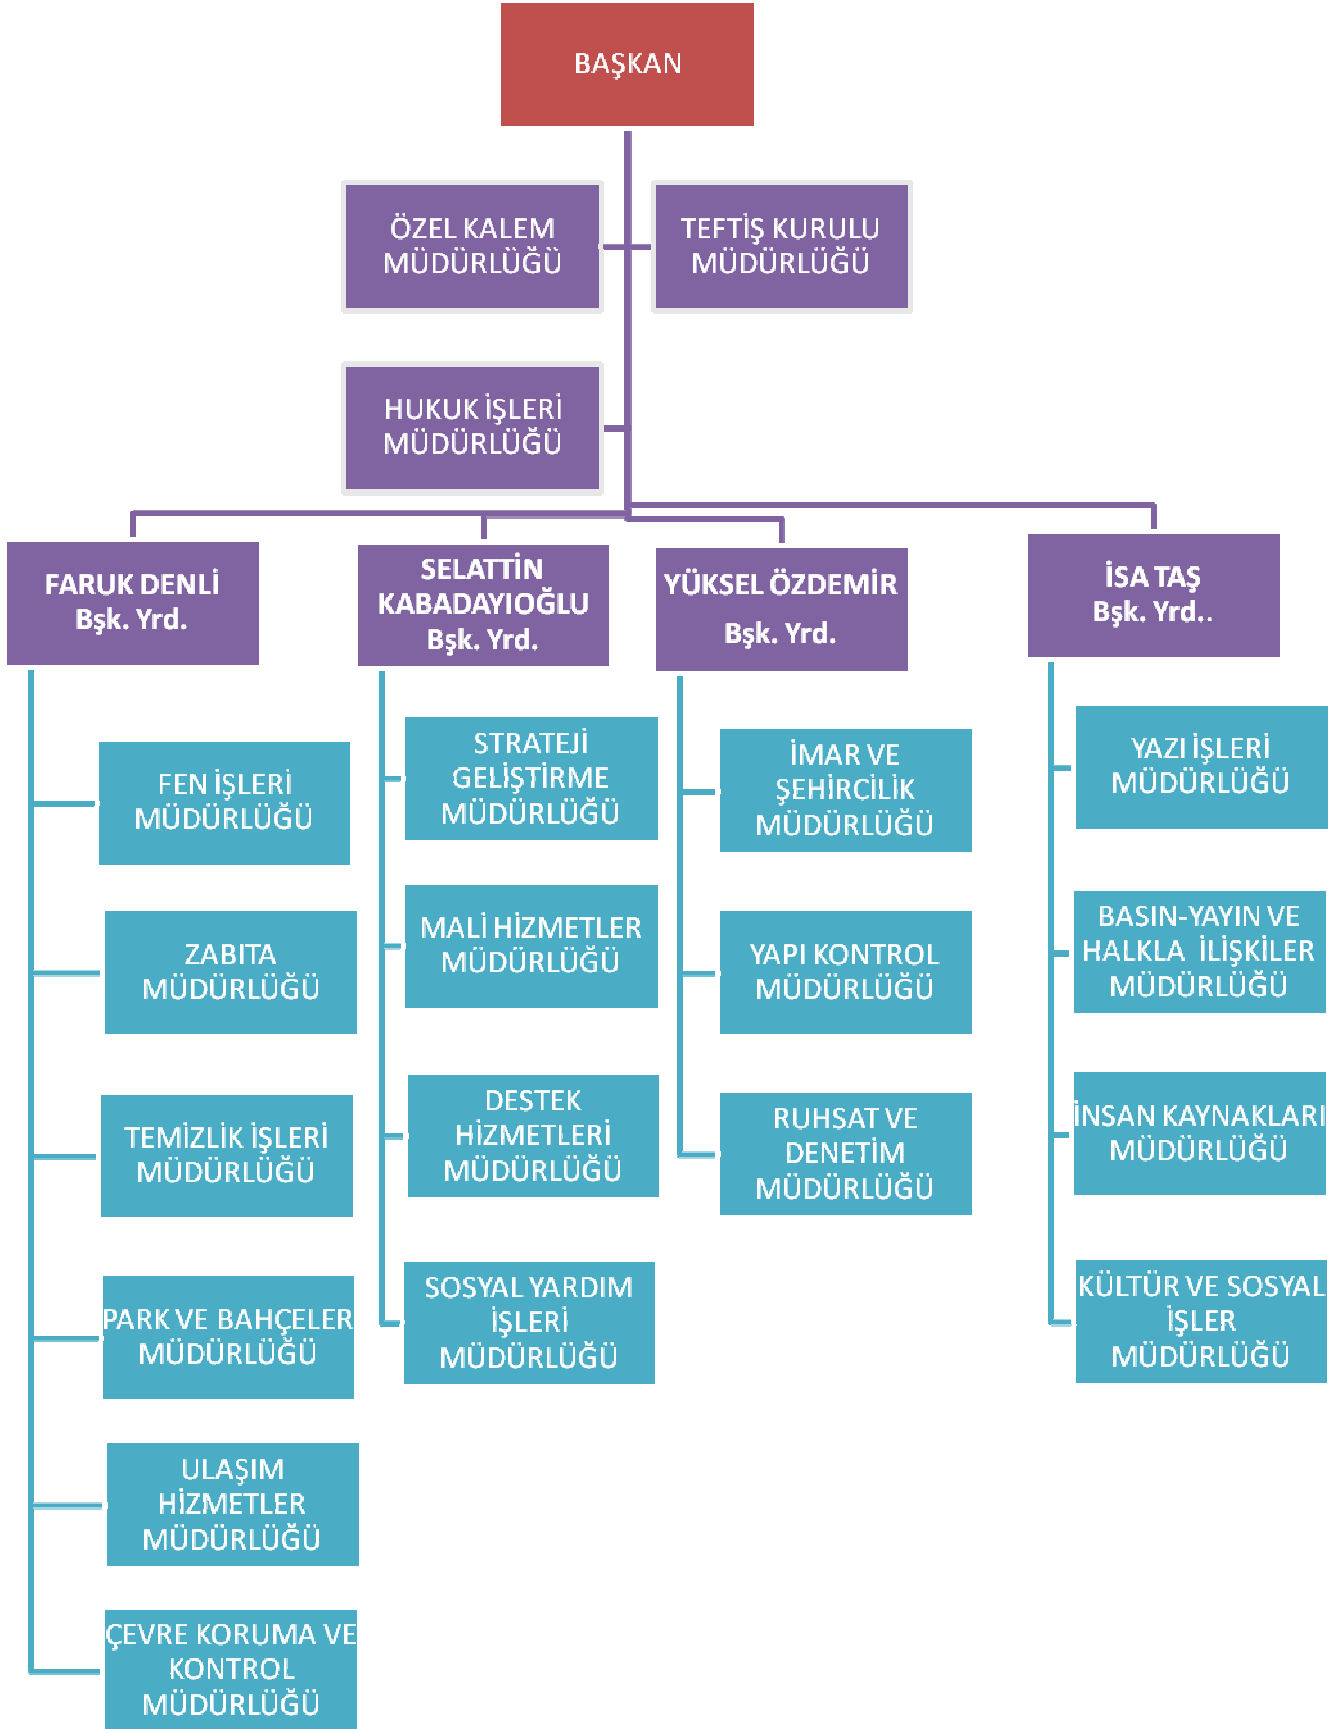 BAŞKAN
ÖZEL KALEM
MÜDÜRLÜĞÜ
TEFTİŞ KURULU
MÜDÜRLÜĞÜ
HUKUK İŞLERİ
MÜDÜRLÜĞÜ
FARUK DENLİ
Bşk. Yrd.
FEN İŞLERİ
MÜDÜRLÜĞÜ
ZABITA
MÜDÜRLÜĞÜ
TEMİZLİK İŞLERİ
MÜDÜRLÜĞÜ
PARK VE BAHÇELER
MÜDÜRLÜĞÜ
ULAŞIM
HİZMETLER
MÜDÜRLÜĞÜ
ÇEVRE KORUMA VE
KONTROL
MÜDÜRLÜĞÜ
SELATTİN
KABADAYIOĞLU
Bşk. Yrd.
STRATEJİ
GELİŞTİRME
MÜDÜRLÜĞÜ
MALİ HİZMETLER
MÜDÜRLÜĞÜ
DESTEK
HİZMETLERİ
MÜDÜRLÜĞÜ
SOSYAL YARDIM
İŞLERİ
MÜDÜRLÜĞÜ
YÜKSEL ÖZDEMİR
Bşk. Yrd.
İMAR VE
ŞEHİRCİLİK
MÜDÜRLÜĞÜ
YAPI KONTROL
MÜDÜRLÜĞÜ
RUHSAT VE
DENETİM
MÜDÜRLÜĞÜ
İSA TAŞ
Bşk. Yrd..
YAZI İŞLERİ
MÜDÜRLÜĞÜ
BASIN-YAYIN VE
HALKLA İLİŞKİLER
MÜDÜRLÜĞÜ
İNSAN KAYNAKLARI
MÜDÜRLÜĞÜ
KÜLTÜR VE SOSYAL
İŞLER
MÜDÜRLÜĞÜ